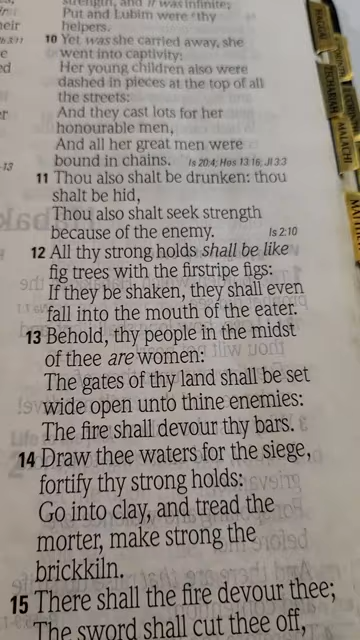 strength, and it was infinite;
Put and Lubim were thy
helpers.
10 Yet was she carried away, she
went into captivity:
Her young children also were
dashed in pieces at the top of all
the streets:
And they cast lots for her
honourable men,
And all her great men were
bound in chains. Is 20:4; Hos 13:16; Jl 3:3
11 Thou also shalt be drunken: thou
shalt be hid,
Thou also shalt seek strength
because of the enemy. Is 2:10
12 All thy strong holds shall be like
fig trees with the firstripe figs:
If they be shaken, they shall even
fall into the mouth of the eater.
13 Behold, thy people in the midst
of thee are women:
The gates of thy land shall be set
wide open unto thine enemies:
The fire shall devour thy bars.
14 Draw thee waters for the siege,
fortify thy strong holds:
Go into clay, and tread the
morter, make strong the
brickkiln.
15 There shall the fire devour thee;
The sword shall cut thee off,
HAGGAI
ZECHARIAH
MALACHI